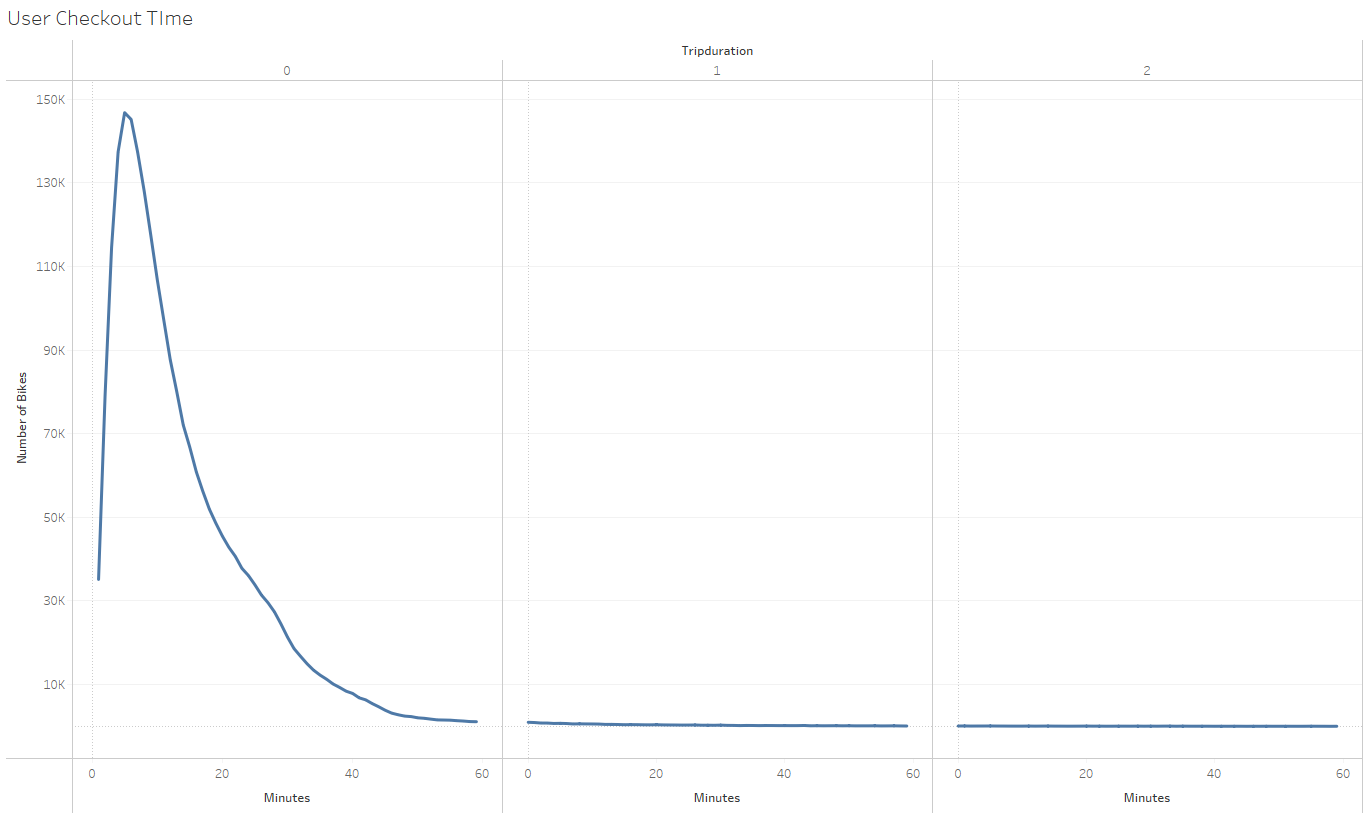 User Checkout TIme
Tripduration
0 1 2
150K
130K
110K
90K
70K
50K
30K
10K
Number of Bikes
0 20 40 60 0 20 40 60 0 20 40 60
Minutes Minutes Minutes